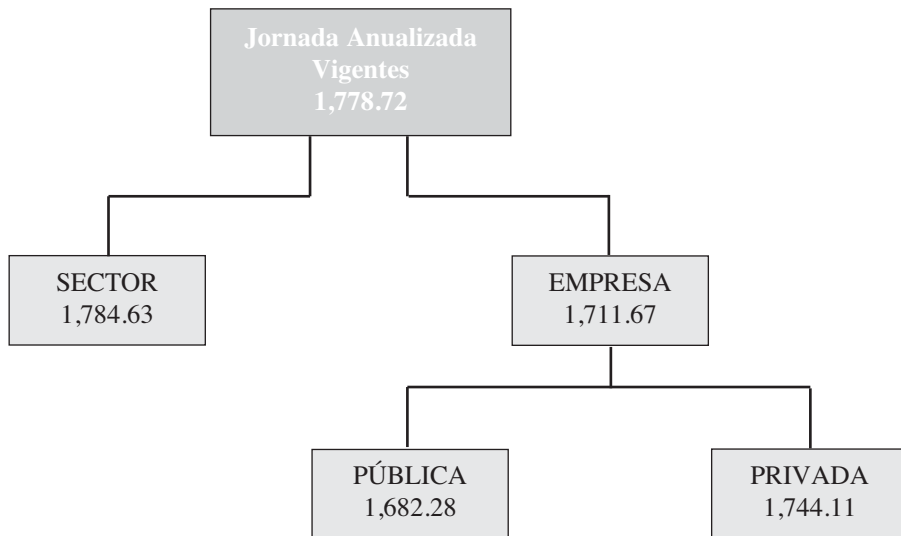 Jornada Anualizada
Vigentes
1,778.72
SECTOR
1,784.63
EMPRESA
1,711.67
PÚBLICA
1,682.28
PRIVADA
1,744.11